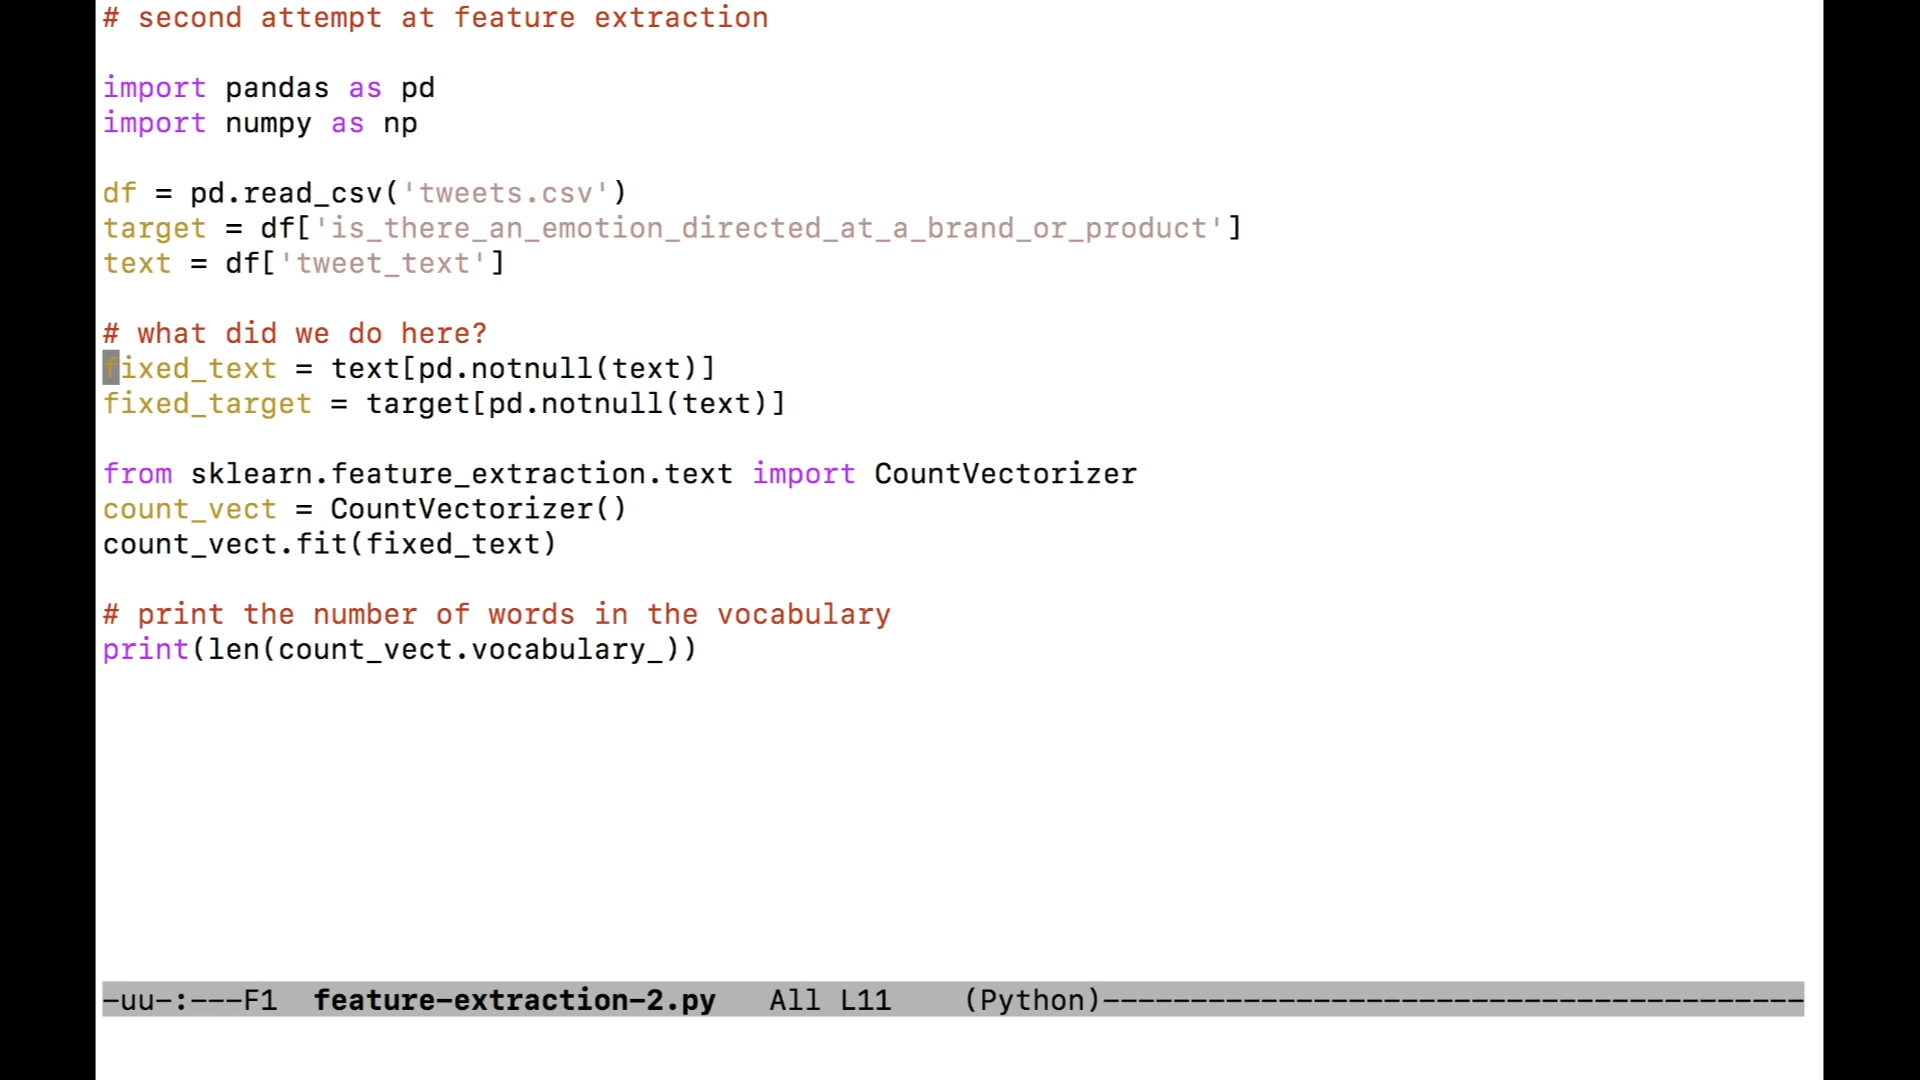 # second attempt at feature extraction
import pandas as pd
import numpy as np
df = pd.read_csv('tweets.csv')
target = df['is_there_an_emotion_directed_at_a_brand_or_product']
text = df['tweet_text']
# what did we do here?
fixed_text = text[pd.notnull(text)]
fixed_target = target[pd.notnull(text)]
from sklearn.feature_extraction.text import CountVectorizer
count_vect = CountVectorizer()
count_vect.fit(fixed_text)
# print the number of words in the vocabulary
print(len(count_vect.vocabulary_))
-uu-:---F1  feature-extraction-2.py   All L11    (Python)----------------------------------------